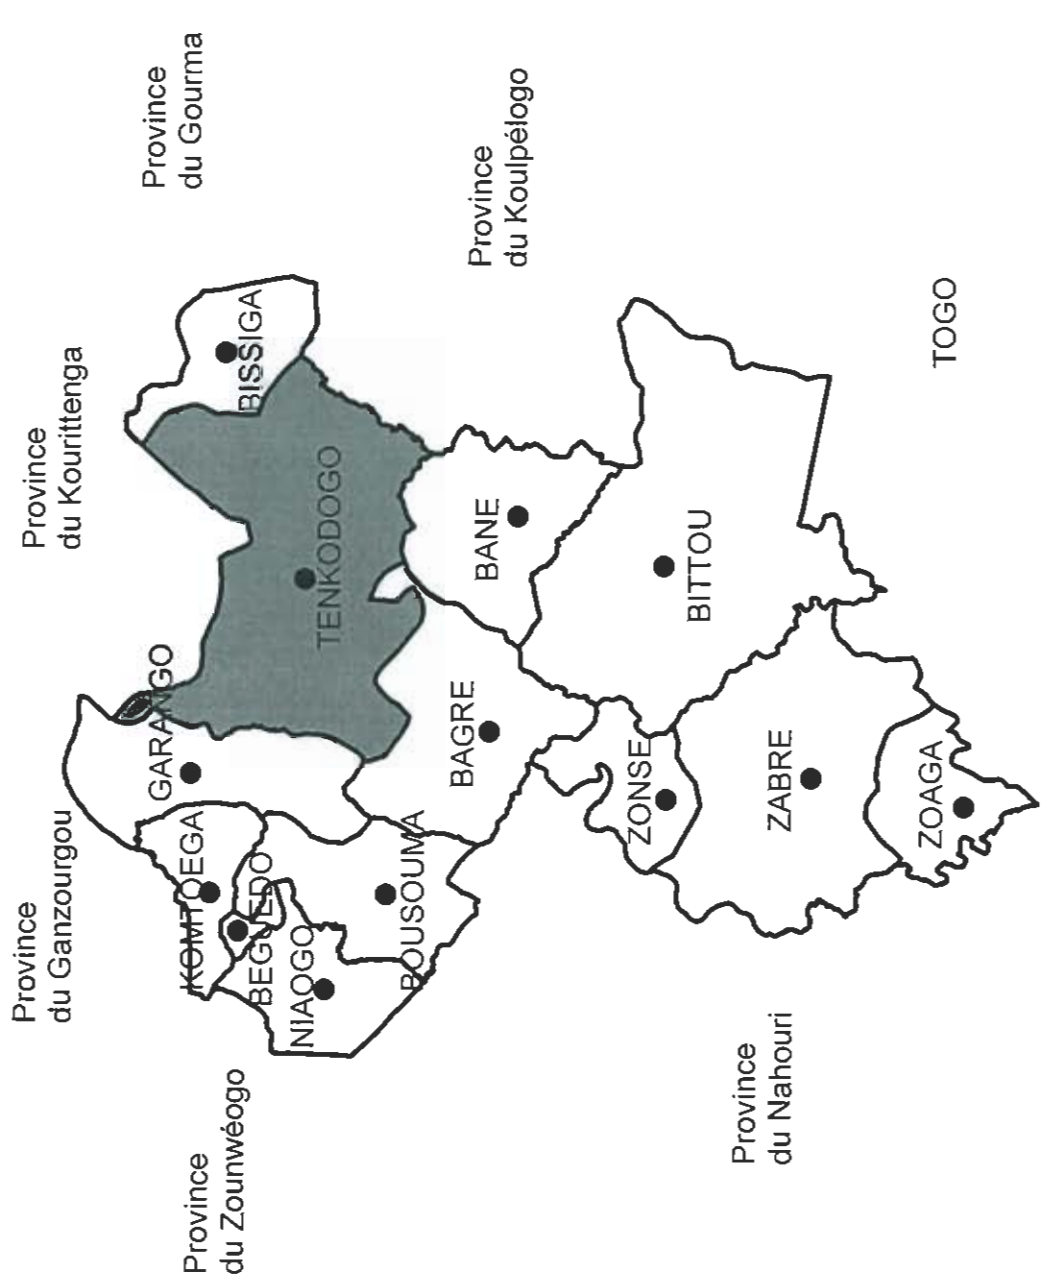 Province
du Ganzourgou
Province
du Kourittenga
Province
du Gourma
Province
du Zounwéogo
GARANGO
KOMTOEGA
BEGUEDO
NIAOGO
BOUSOUMA
TENKODOGO
BISSIGA
Province
du Koulpélogo
BAGRE
BANE
ZONSE
BITTOU
ZABRE
ZOAGA
Province
du Nahouri
TOGO